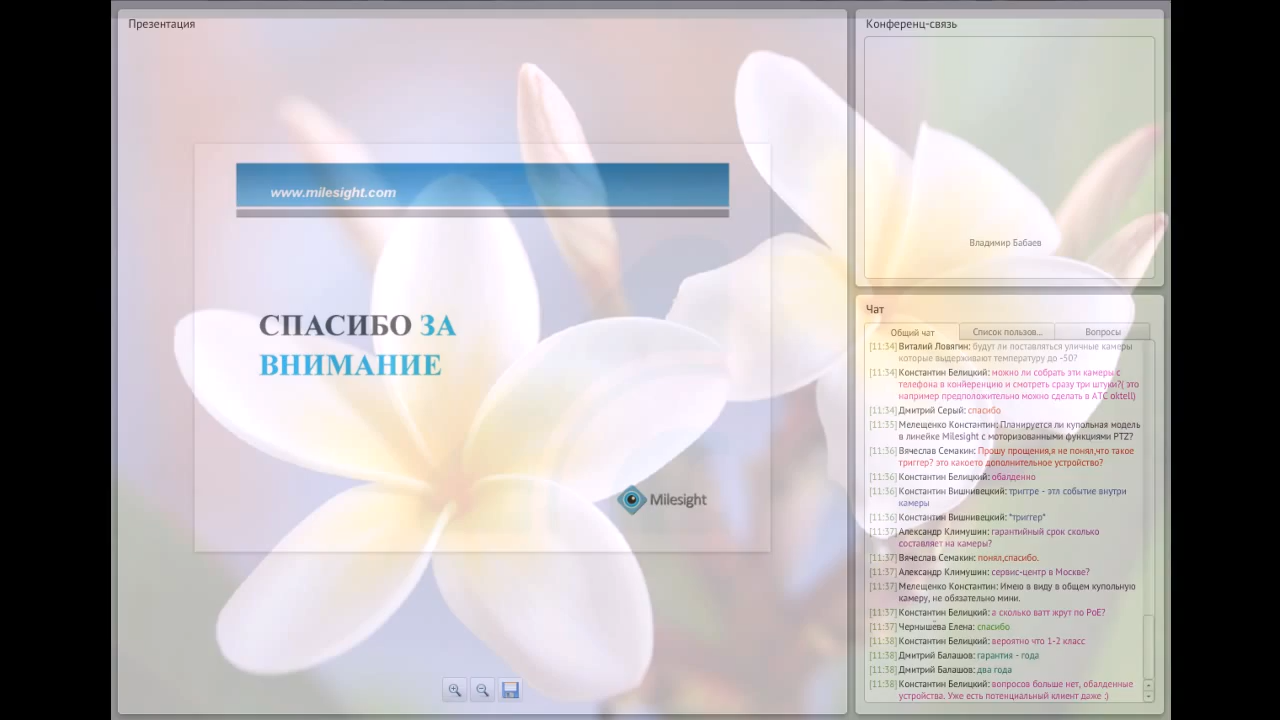 Презентация
www.milesight.com
СПАСИБО ЗА
ВНИМАНИЕ
Milesight
Конференц-связь
Владимир Бабаев
Чат
Общий чат
Список пользов...
Вопросы
[11:34] Виталий Ловягин: будут ли поставляться уличные камеры
которые выдерживают температуру до -50?
[11:34] Константин Белицкий: можно ли собрать эти камеры с
телефона в конференцию и смотреть сразу три штуки?( это
например предположительно можно сделать в АТС oktell)
[11:34] Дмитрий Серый: спасибо
[11:35] Мелещенко Константин: Планируется ли купольная модель
в линейке Milesight с моторизованными функциями PTZ?
[11:36] Вячеслав Семакин: Прошу прощения,я не понял,что такое
триггер? это какоето дополнительное устройство?
[11:36] Константин Белицкий: обалденно
[11:36] Константин Вишнивецкий: тригтре - этл событие внутри
камеры
[11:36] Константин Вишнивецкий: *триггер*
[11:37] Александр Климушин: гарантийный срок сколько
составляет на камеры?
[11:37] Вячеслав Семакин: понял,спасибо.
[11:37] Александр Климушин: сервис-центр в Москве?
[11:37] Мелещенко Константин: Имею в виду в общем купольную
камеру, не обязательно мини.
[11:37] Константин Белицкий: а сколько ватт жрут по PoE?
[11:37] Чернышёва Елена: спасибо
[11:38] Константин Белицкий: вероятно что 1-2 класс
[11:38] Дмитрий Балашов: гарантия - года
[11:38] Дмитрий Балашов: два года
[11:38] Константин Белицкий: вопросов больше нет, обалденные
устройства. Уже есть потенциальный клиент даже :)